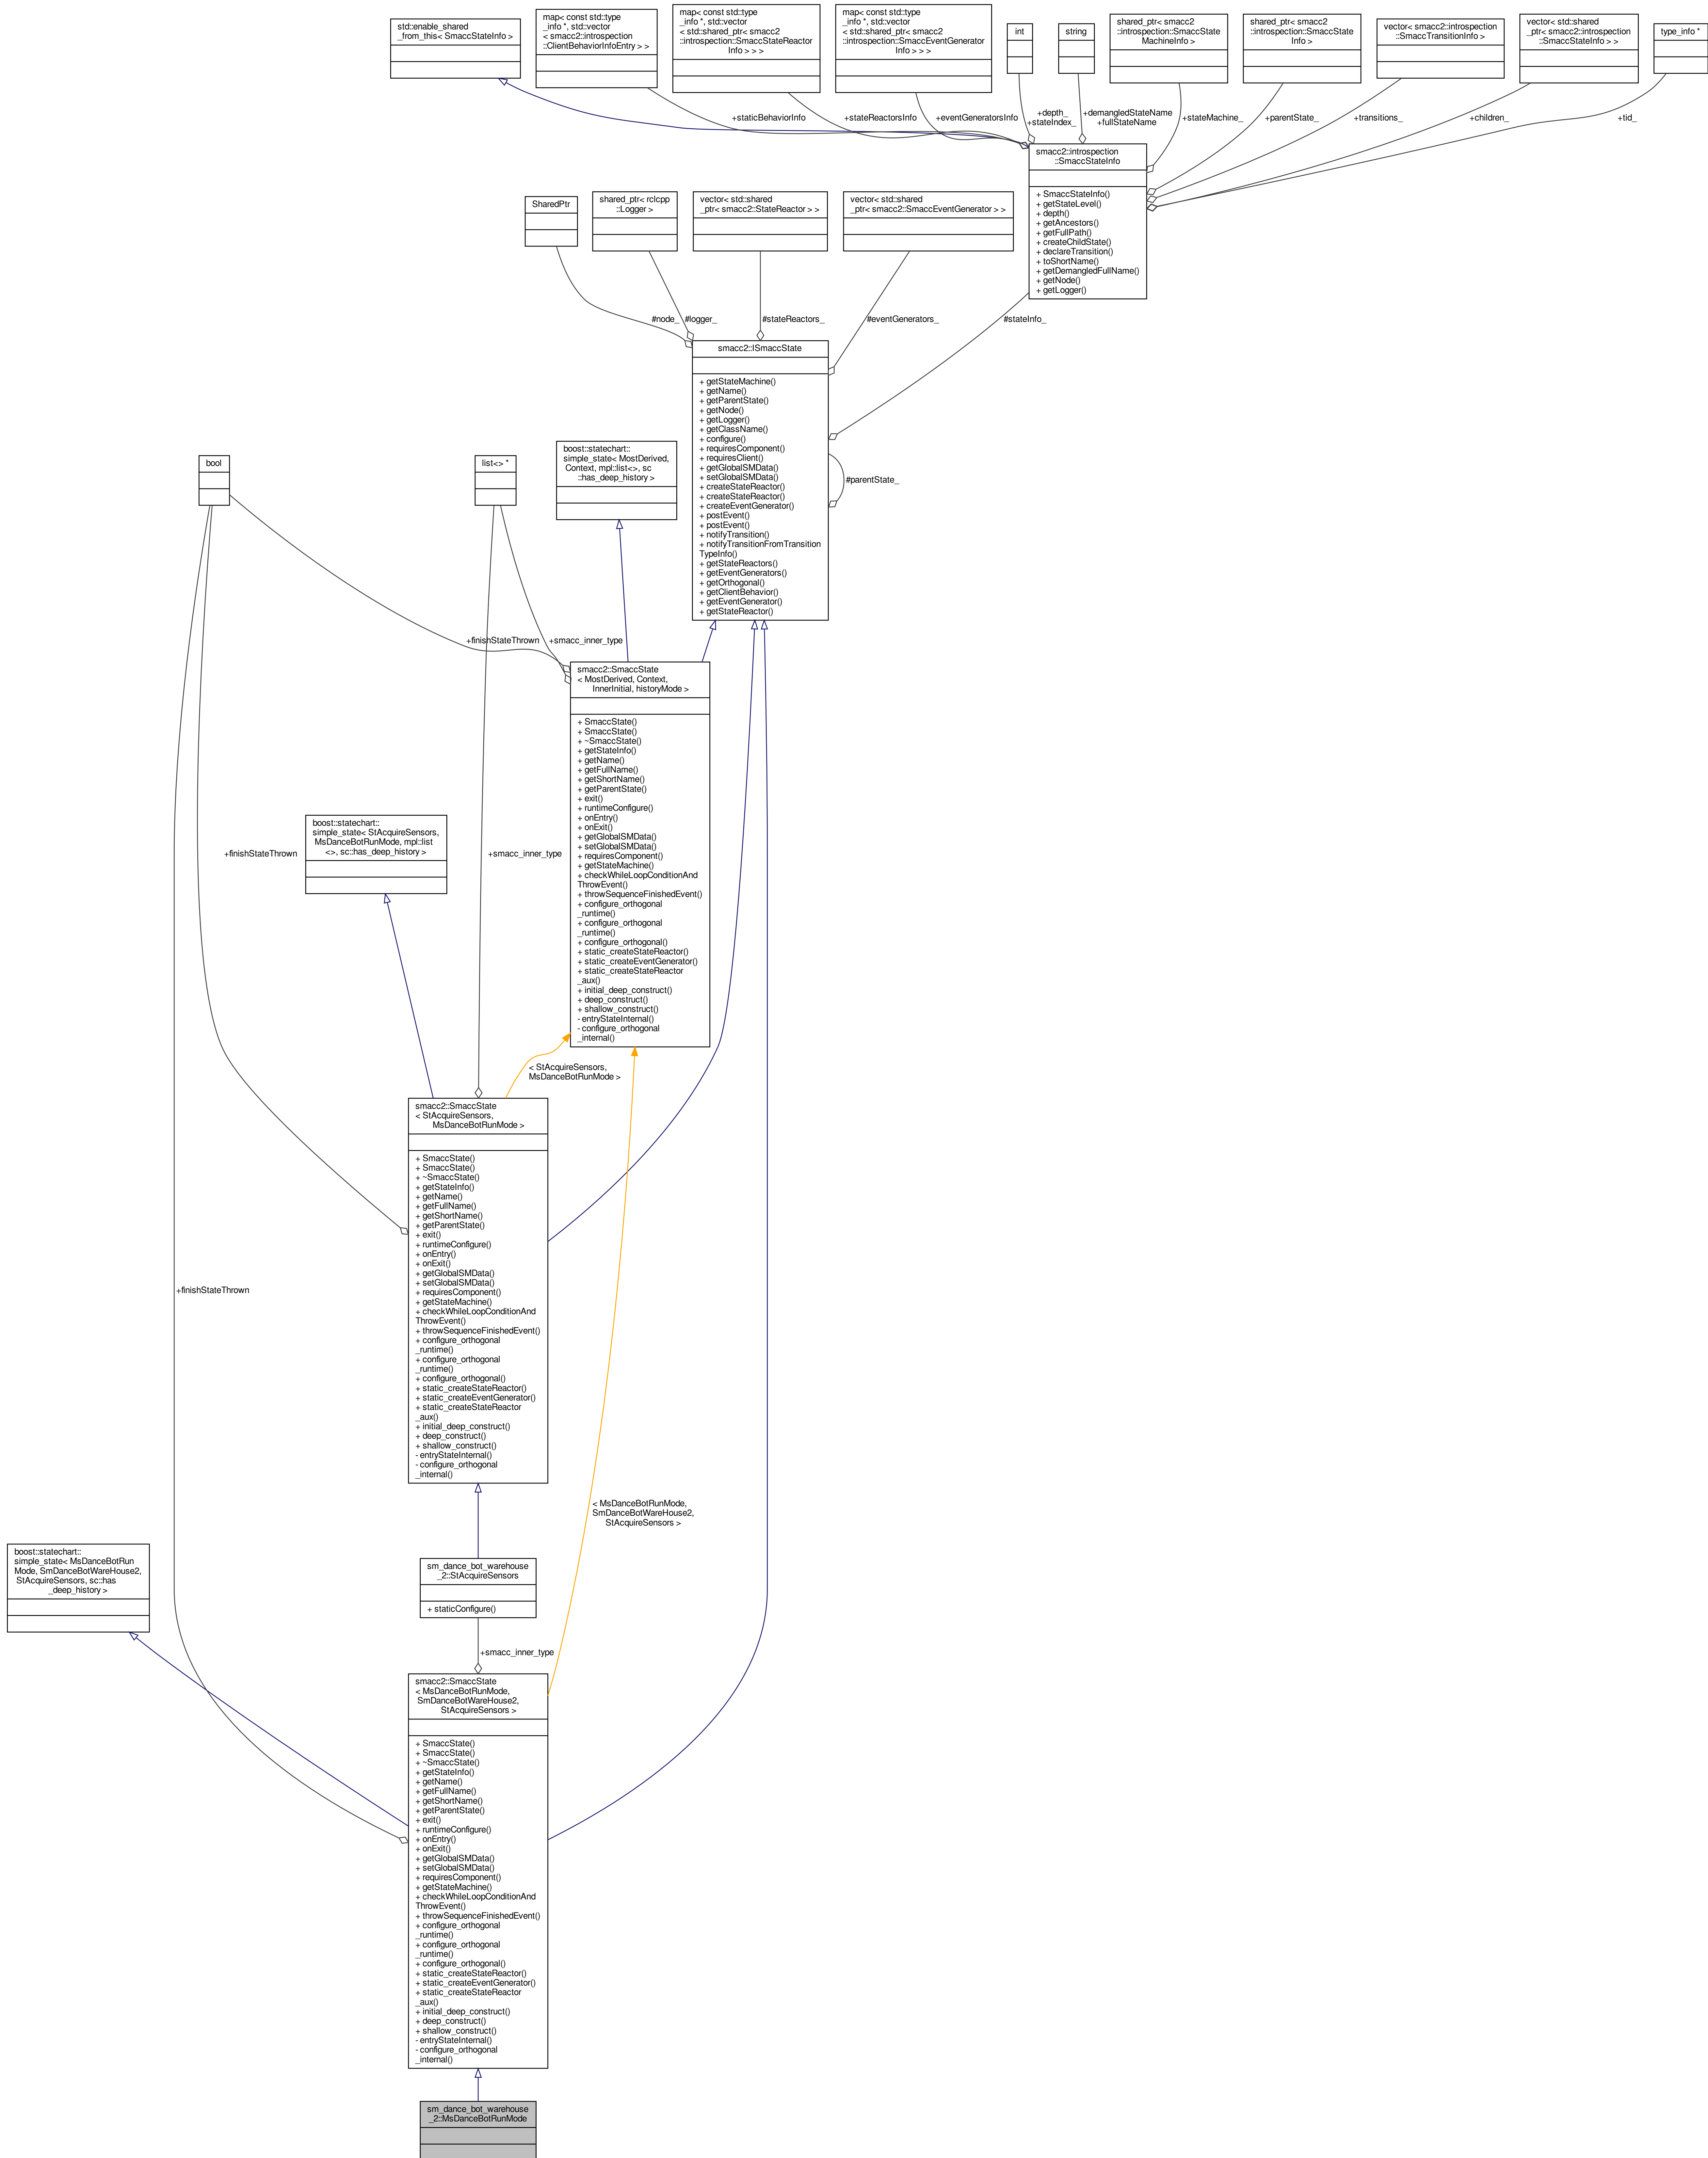 std::enable_shared
_from_this< SmaccStateInfo >
map< const std::type
_info *, std::vector
< smacc2::introspection
::ClientBehaviorInfoEntry > >
map< const std::type
_info *, std::vector
< std::shared_ptr< smacc2
::introspection::SmaccStateReactor
Info > > >
map< const std::type
_info *, std::vector
< std::shared_ptr< smacc2
::introspection::SmaccEventGenerator
Info > > >
int
string
shared_ptr< smacc2
::introspection::SmaccState
MachineInfo >
shared_ptr< smacc2
::introspection::SmaccState
Info >
vector< smacc2::introspection
::SmaccTransitionInfo >
vector< std::shared
_ptr< smacc2::introspection
::SmaccStateInfo > >
type_info *
+staticBehaviorInfo
+stateReactorsInfo
+eventGeneratorsInfo
+depth_
+stateIndex_
+demangledStateName
+fullStateName
+stateMachine_
+parentState_
+transitions_
+children_
+tid_
smacc2::introspection
::SmaccStateInfo
+ SmaccStateInfo()
+ getStateLevel()
+ depth()
+ getAncestors()
+ getFullPath()
+ createChildState()
+ declareTransition()
+ toShortName()
+ getDemangledFullName()
+ getNode()
+ getLogger()
SharedPtr
shared_ptr< rclcpp
::Logger >
vector< std::shared
_ptr< smacc2::StateReactor > >
vector< std::shared
_ptr< smacc2::SmaccEventGenerator > >
#node_
#logger_
#stateReactors_
#eventGenerators_
#stateInfo_
smacc2::ISmaccState
+ getStateMachine()
+ getName()
+ getParentState()
+ getNode()
+ getLogger()
+ getClassName()
+ configure()
+ requiresComponent()
+ requiresClient()
+ getGlobalSMData()
+ setGlobalSMData()
+ createStateReactor()
+ createStateReactor()
+ createEventGenerator()
+ postEvent()
+ postEvent()
+ notifyTransition()
+ notifyTransitionFromTransition
TypeInfo()
+ getStateReactors()
+ getEventGenerators()
+ getOrthogonal()
+ getClientBehavior()
+ getEventGenerator()
+ getStateReactor()
#parentState_
bool
list<> *
boost::statechart::
simple_state< MostDerived,
Context, mpl::list<>, sc
::has_deep_history >
+finishStateThrown
+smacc_inner_type
smacc2::SmaccState
< MostDerived, Context,
InnerInitial, historyMode >
+ SmaccState()
+ SmaccState()
+ ~SmaccState()
+ getStateInfo()
+ getName()
+ getFullName()
+ getShortName()
+ getParentState()
+ exit()
+ runtimeConfigure()
+ onEntry()
+ onExit()
+ getGlobalSMData()
+ setGlobalSMData()
+ requiresComponent()
+ getStateMachine()
+ checkWhileLoopConditionAnd
ThrowEvent()
+ throwSequenceFinishedEvent()
+ configure_orthogonal
_runtime()
+ configure_orthogonal
_runtime()
+ configure_orthogonal()
+ static_createStateReactor()
+ static_createEventGenerator()
+ static_createStateReactor
_aux()
+ initial_deep_construct()
+ deep_construct()
+ shallow_construct()
- entryStateInternal()
- configure_orthogonal
_internal()
boost::statechart::
simple_state< StAcquireSensors,
MsDanceBotRunMode, mpl::list
<>, sc::has_deep_history >
+finishStateThrown
+smacc_inner_type
< StAcquireSensors,
MsDanceBotRunMode >
smacc2::SmaccState
< StAcquireSensors,
MsDanceBotRunMode >
+ SmaccState()
+ SmaccState()
+ ~SmaccState()
+ getStateInfo()
+ getName()
+ getFullName()
+ getShortName()
+ getParentState()
+ exit()
+ runtimeConfigure()
+ onEntry()
+ onExit()
+ getGlobalSMData()
+ setGlobalSMData()
+ requiresComponent()
+ getStateMachine()
+ checkWhileLoopConditionAnd
ThrowEvent()
+ throwSequenceFinishedEvent()
+ configure_orthogonal
_runtime()
+ configure_orthogonal
_runtime()
+ configure_orthogonal()
+ static_createStateReactor()
+ static_createEventGenerator()
+ static_createStateReactor
_aux()
+ initial_deep_construct()
+ deep_construct()
+ shallow_construct()
- entryStateInternal()
- configure_orthogonal
_internal()
+finishStateThrown
< MsDanceBotRunMode,
SmDanceBotWareHouse2,
StAcquireSensors >
boost::statechart::
simple_state< MsDanceBotRun
Mode, SmDanceBotWareHouse2,
StAcquireSensors, sc::has
_deep_history >
sm_dance_bot_warehouse
_2::StAcquireSensors
+ staticConfigure()
+smacc_inner_type
smacc2::SmaccState
< MsDanceBotRunMode,
SmDanceBotWareHouse2,
StAcquireSensors >
+ SmaccState()
+ SmaccState()
+ ~SmaccState()
+ getStateInfo()
+ getName()
+ getFullName()
+ getShortName()
+ getParentState()
+ exit()
+ runtimeConfigure()
+ onEntry()
+ onExit()
+ getGlobalSMData()
+ setGlobalSMData()
+ requiresComponent()
+ getStateMachine()
+ checkWhileLoopConditionAnd
ThrowEvent()
+ throwSequenceFinishedEvent()
+ configure_orthogonal
_runtime()
+ configure_orthogonal
_runtime()
+ configure_orthogonal()
+ static_createStateReactor()
+ static_createEventGenerator()
+ static_createStateReactor
_aux()
+ initial_deep_construct()
+ deep_construct()
+ shallow_construct()
- entryStateInternal()
- configure_orthogonal
_internal()
sm_dance_bot_warehouse
_2::MsDanceBotRunMode